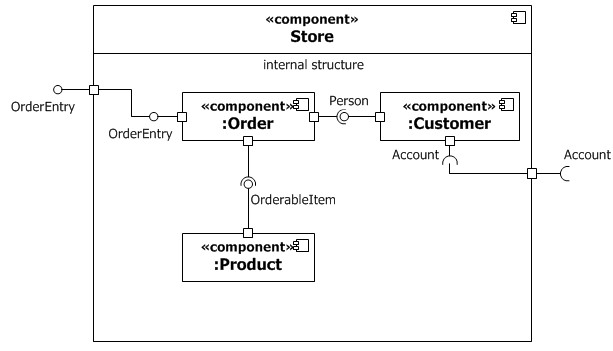 «component»
Store
internal structure
OrderEntry
OrderEntry
«component»
:Order
Person
«component»
:Customer
Account
Account
OrderableItem
«component»
:Product